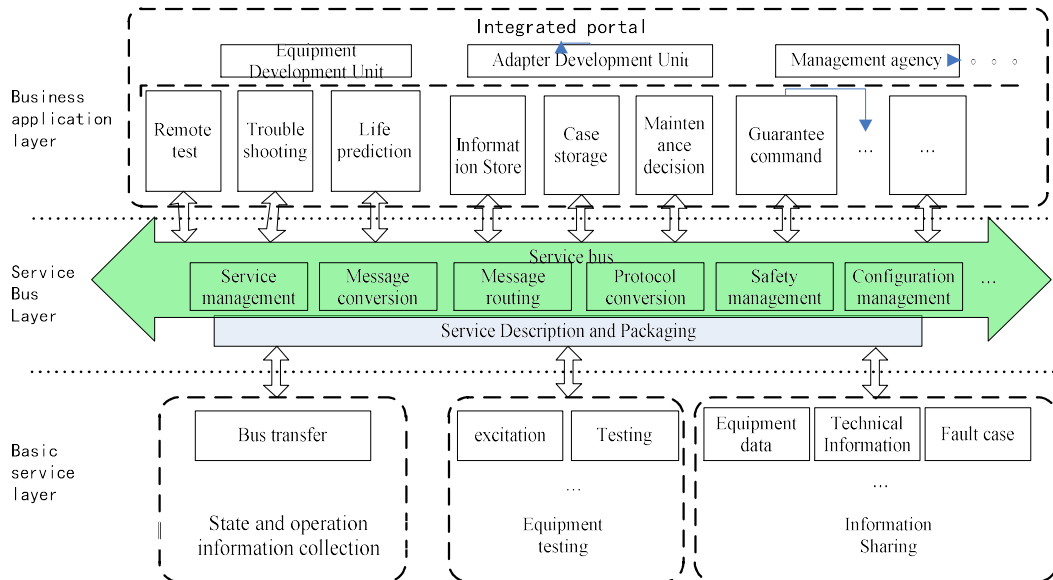 Integrated portal
Equipment
Development Unit
Adapter Development Unit
Management agency
。 。 。
Business
application
layer
Remote
test
Trouble
shooting
Life
prediction
Informat
ion Store
Case
storage
Mainten
ance
decision
Guarantee
command
...
...
Service
Bus
Layer
Service bus
Service
management
Message
conversion
Message
routing
Protocol
conversion
Safety
management
Configuration
management
...
Service Description and Packaging
Basic
service
layer
Bus transfer
State and operation
information collection
excitation
Testing
...
Equipment
testing
Equipment
data
Technical
Information
Fault case
...
Information
Sharing